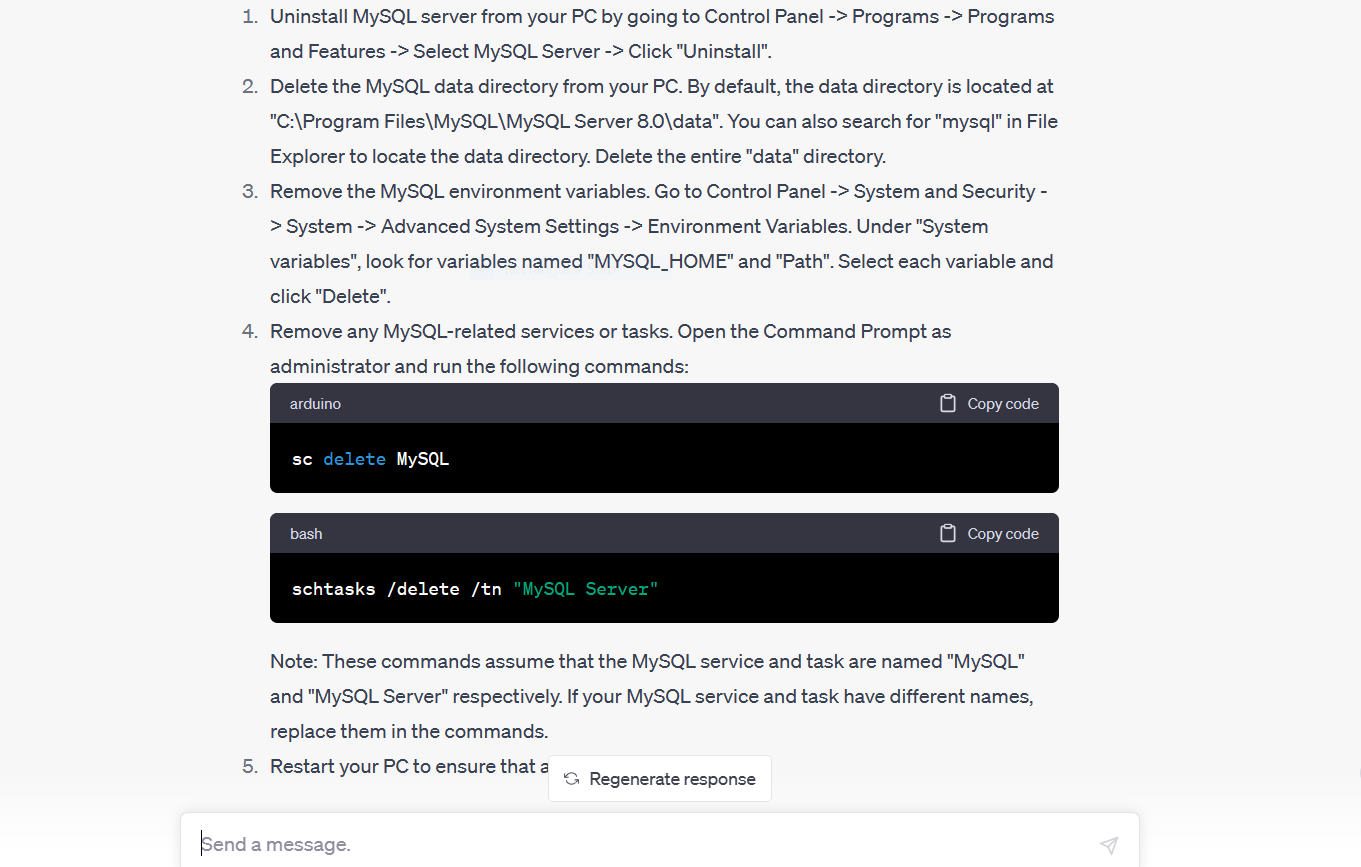 1. Uninstall MySQL server from your PC by going to Control Panel -> Programs -> Programs
and Features -> Select MySQL Server -> Click "Uninstall".
2. Delete the MySQL data directory from your PC. By default, the data directory is located at
"C:\Program Files\MySQL\MySQL Server 8.0\data". You can also search for "mysql" in File
Explorer to locate the data directory. Delete the entire "data" directory.
3. Remove the MySQL environment variables. Go to Control Panel -> System and Security -
> System -> Advanced System Settings -> Environment Variables. Under "System
variables", look for variables named "MYSQL_HOME" and "Path". Select each variable and
click "Delete".
4. Remove any MySQL-related services or tasks. Open the Command Prompt as
administrator and run the following commands:
arduino Copy code
sc delete MySQL
bash Copy code
schtasks /delete /tn "MySQL Server"
Note: These commands assume that the MySQL service and task are named "MySQL"
and "MySQL Server" respectively. If your MySQL service and task have different names,
replace them in the commands.
5. Restart your PC to ensure that a
Regenerate response
Send a message.